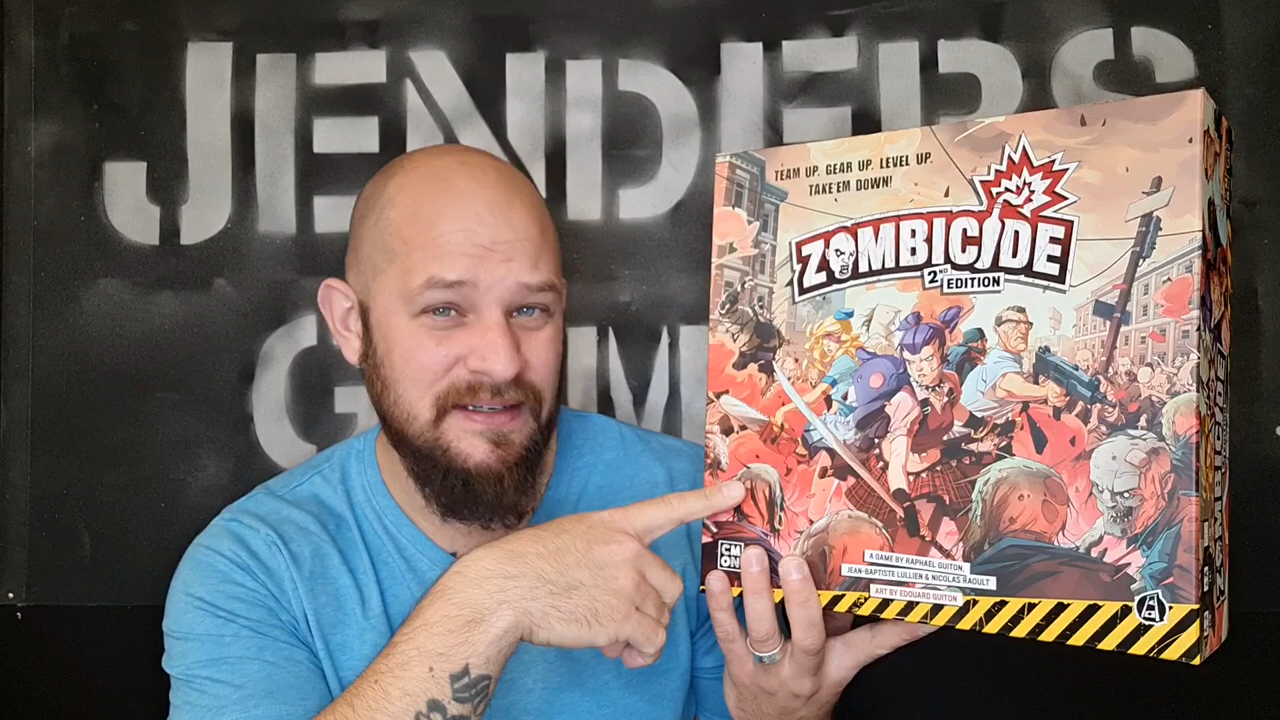 JENDERS
TEAM UP. GEAR UP. LEVEL UP.
TAKE'EM DOWN!
ZOMBICIDE
2ND EDITION
CMON
A GAME BY RAPHAEL GUITON,
JEAN-BAPTISTE LULLIEN & NICOLAS RAOULT
ART BY EDOUARD GUITON
ZOMBICIDE